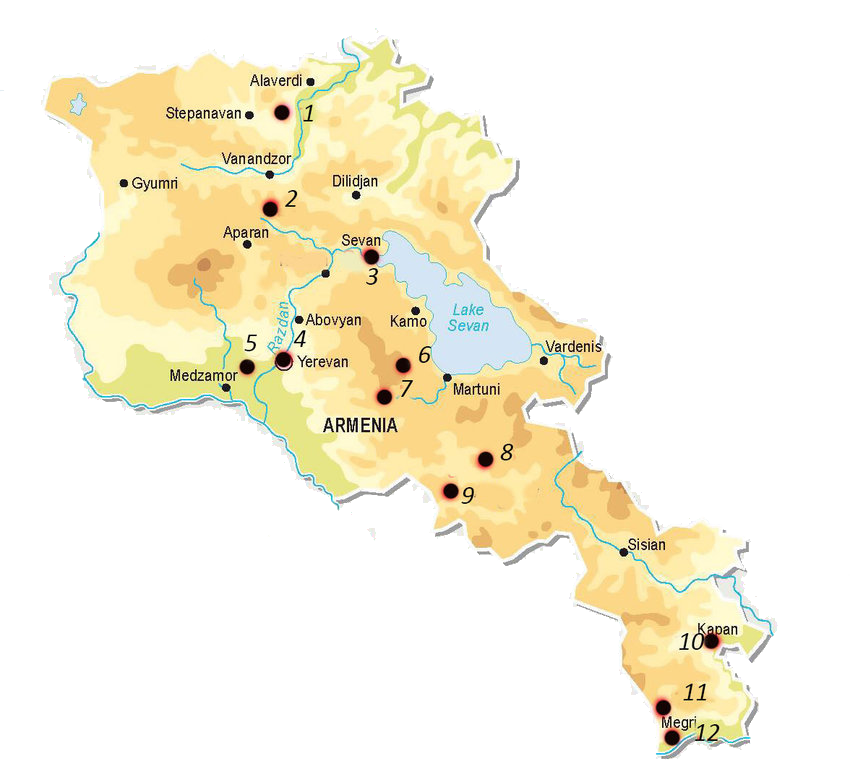 Alaverdi
Stepanavan
1
Vanandzor
Gyumri
Dilidjan
2
Aparan
Sevan
3
Lake
Sevan
Razdan
Abovyan
Kamo
4
5
Yerevan
Vardenis
6
Medzamor
7
Martuni
ARMENIA
8
9
Sisian
Kapan
10
11
Megri
12